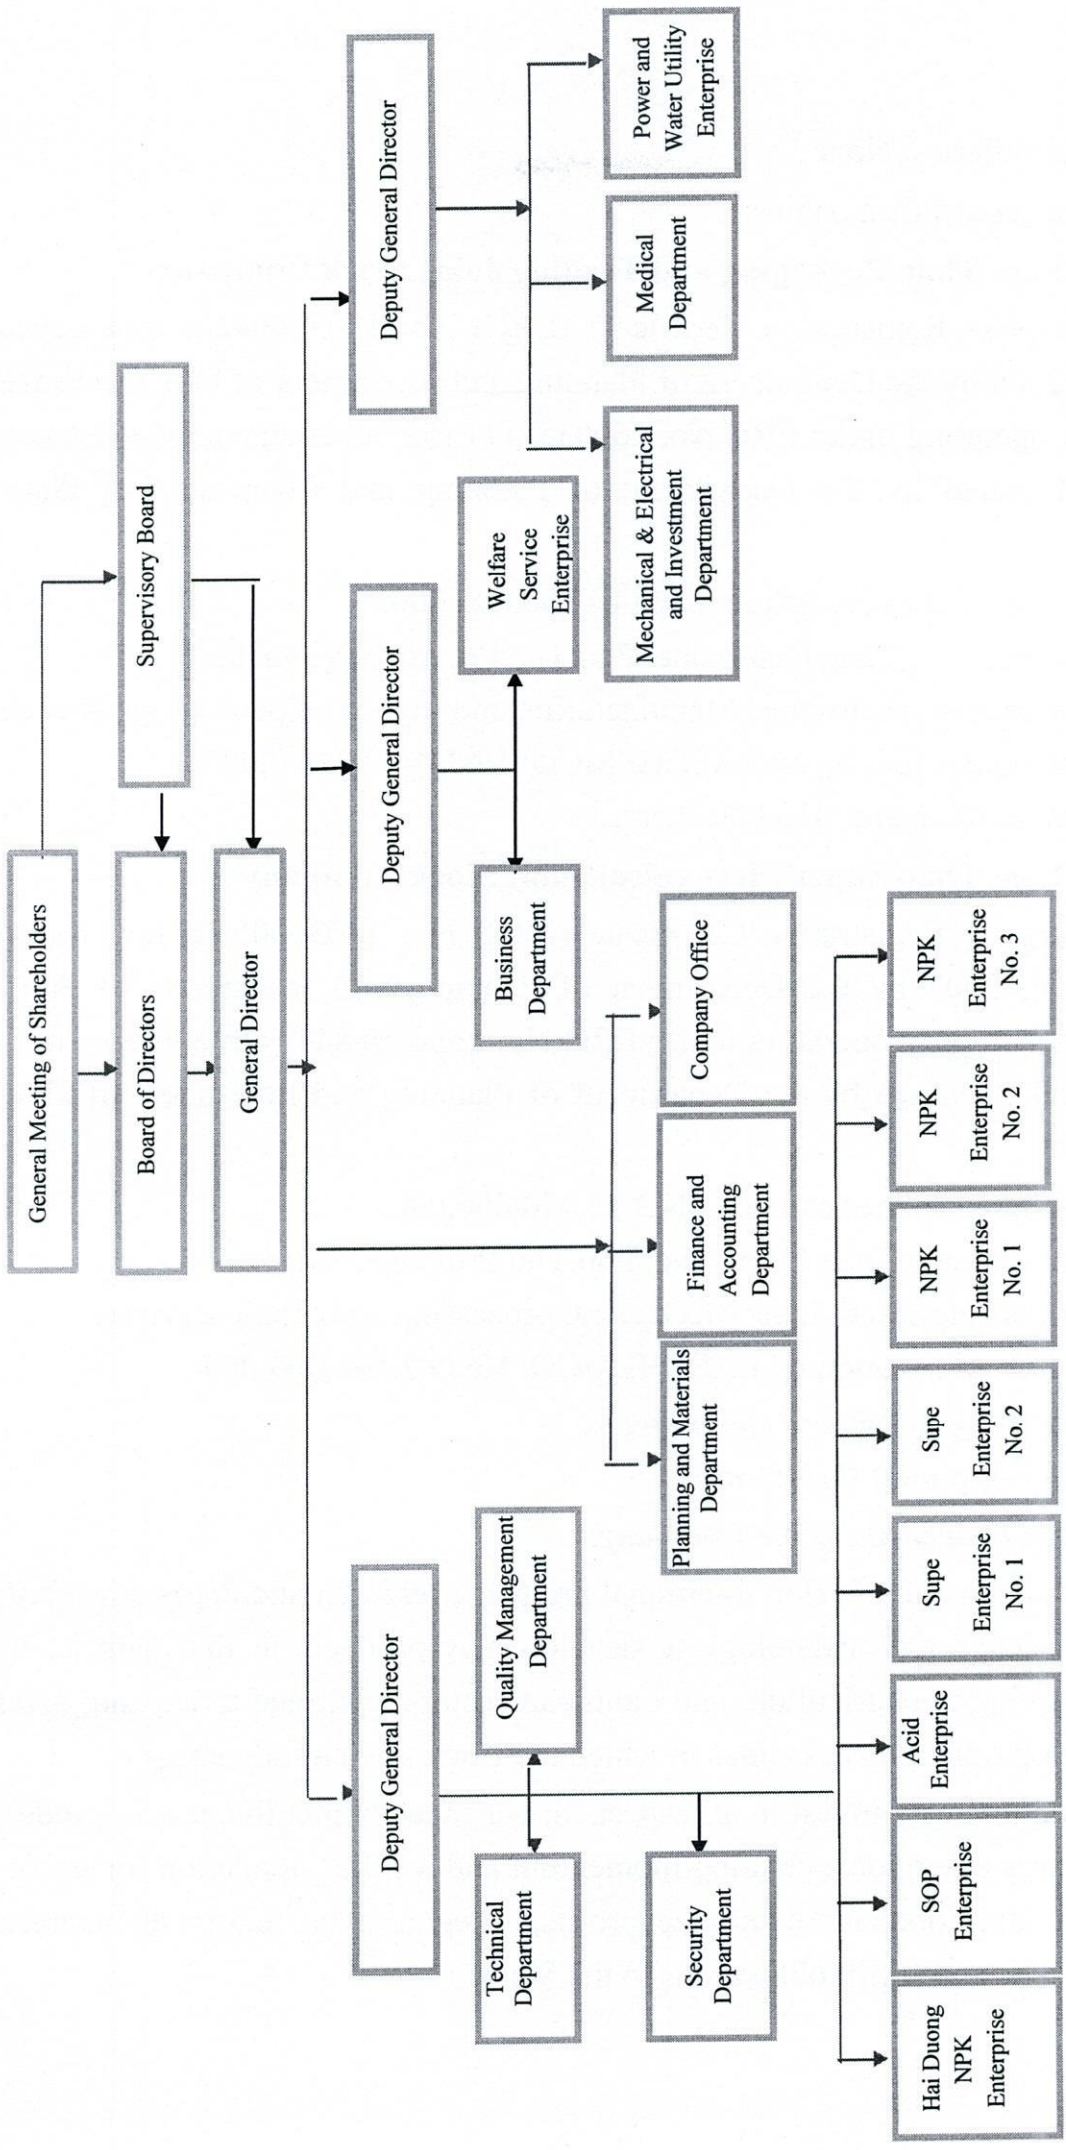 General Meeting of Shareholders
Supervisory Board
Board of Directors
General Director
Deputy General Director
Deputy General Director
Deputy General Director
Technical
Department
Quality Management
Department
Business
Department
Welfare
Service
Enterprise
Security
Department
Planning and Materials
Department
Finance and
Accounting
Department
Company Office
Mechanical & Electrical
and Investment
Department
Medical
Department
Power and
Water Utility
Enterprise
Hai Duong
NPK
Enterprise
SOP
Enterprise
Acid
Enterprise
Supe
Enterprise
No. 1
Supe
Enterprise
No. 2
NPK
Enterprise
No. 1
NPK
Enterprise
No. 2
NPK
Enterprise
No. 3